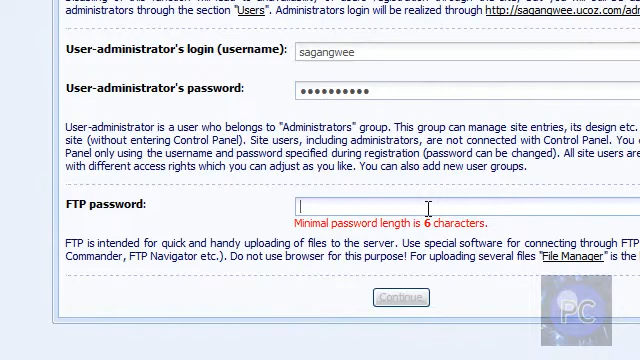 administrators through the section "Users". Administrators login will be realized through http://sagangwee.ucoz.com/adm
User-administrator's login (username):
sagangwee
User-administrator's password:
●●●●●●●●●●
User-administrator is a user who belongs to "Administrators" group. This group can manage site entries, its design etc.
site (without entering Control Panel). Site users, including administrators, are not connected with Control Panel. You
Panel only using the username and password specified during registration (password can be changed). All site users are
with different access rights which you can adjust as you like. You can also add new user groups.
FTP password:
Minimal password length is 6 characters.
FTP is intended for quick and handy uploading of files to the server. Use special software for connecting through FTP
Commander, FTP Navigator etc.). Do not use browser for this purpose! For uploading several files "File Manager" is the
Continue
PC